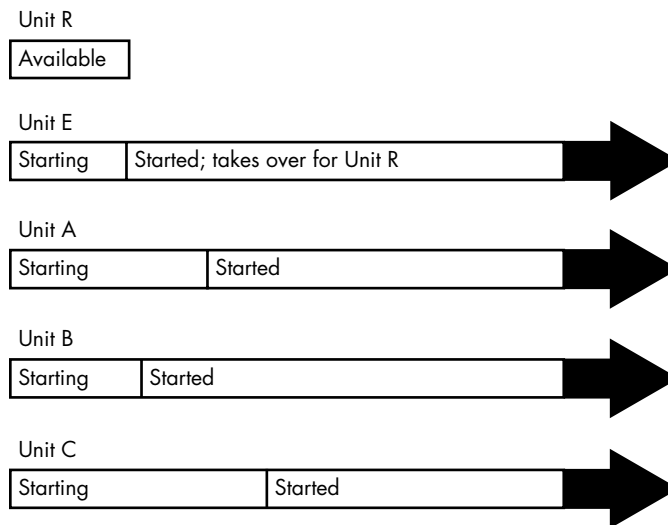 Unit R
Available
Unit E
Starting Started; takes over for Unit R
Unit A
Starting Started
Unit B
Starting Started
Unit C
Starting Started